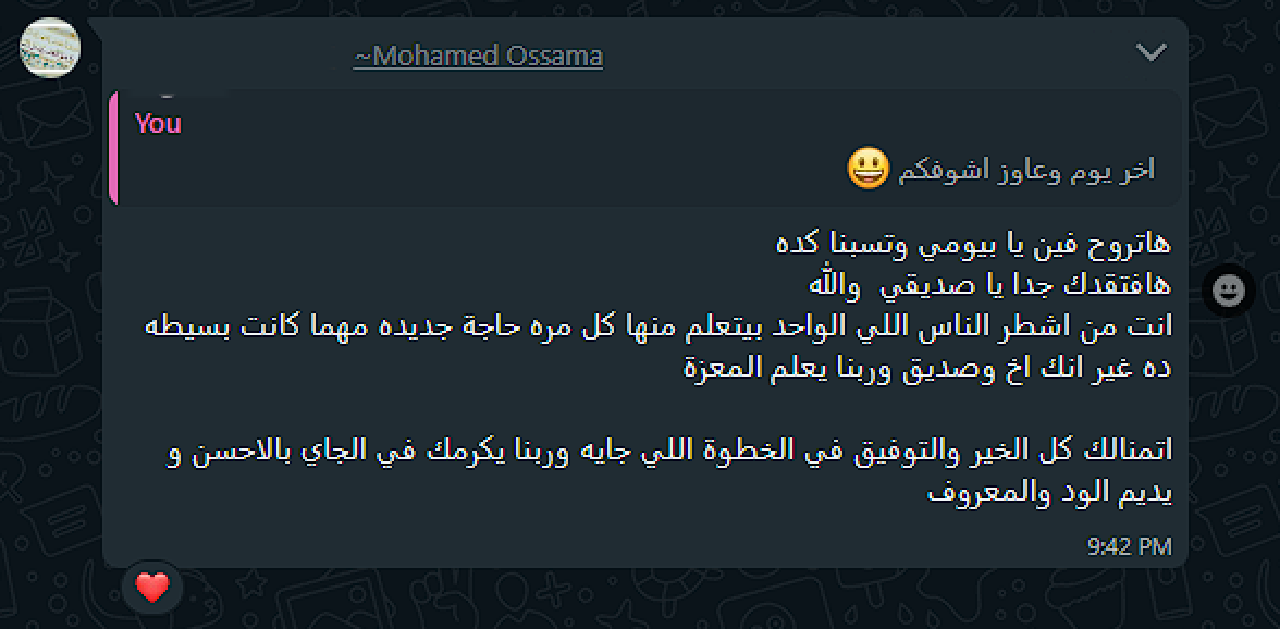 ~Mohamed Ossama
You
اخر يوم وعاوز اشوفكم 😃
هاتروح فين يا بيومي وتسبنا كده
هافتقدك جدا يا صديقي والله
انت من اشطر الناس اللي الواحد بيتعلم منها كل مره حاجة جديده مهما كانت بسيطه
ده غير انك اخ وصديق وربنا يعلم المعزة
اتمنالك كل الخير والتوفيق في الخطوة اللي جايه وربنا يكرمك في الجاي بالاحسن و
يديم الود والمعروف
9:42 PM